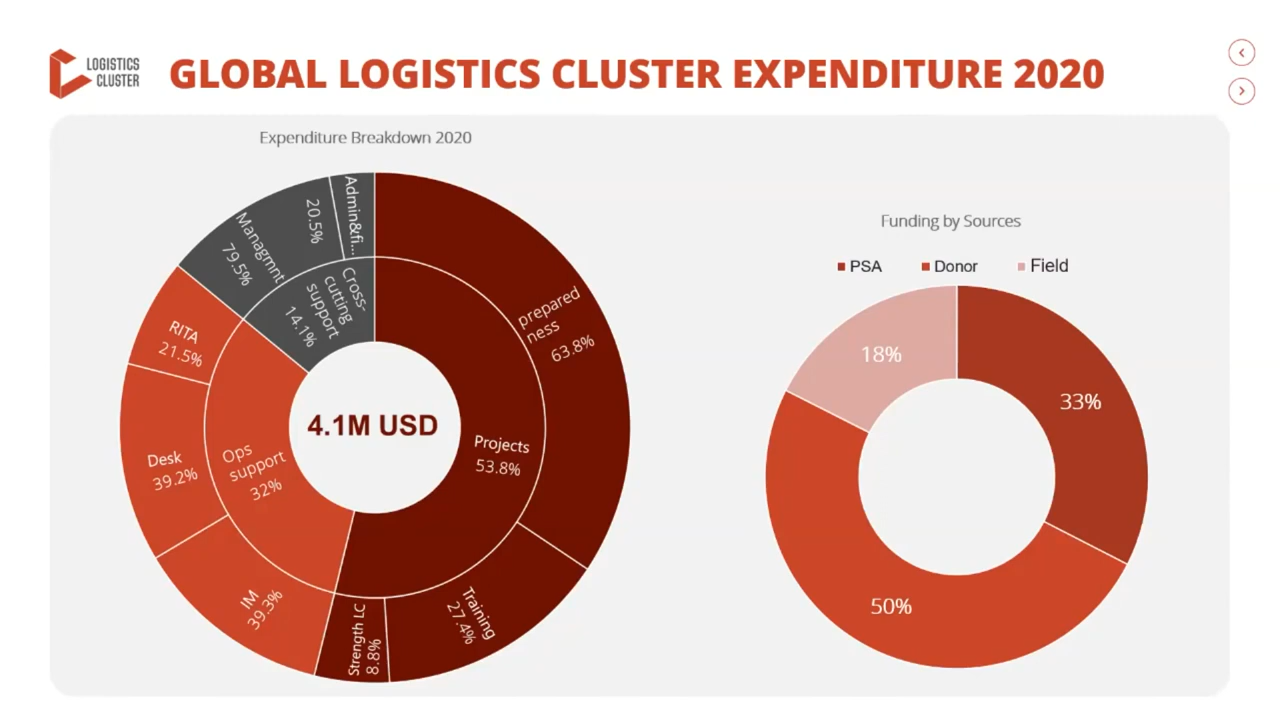 LOGISTICS
CLUSTER
GLOBAL LOGISTICS CLUSTER EXPENDITURE 2020
Expenditure Breakdown 2020
Admin&fi...
20.5%
Managmnt
79.5%
Cross-
cutting
support
14.1%
prepared
ness
63.8%
RITA
21.5%
4.1M USD
Projects
53.8%
Desk
39.2%
Ops
support
32%
IM
39.3%
Strength LC
8.8%
Training
27.4%
Funding by Sources
PSA
Donor
Field
18%
33%
50%